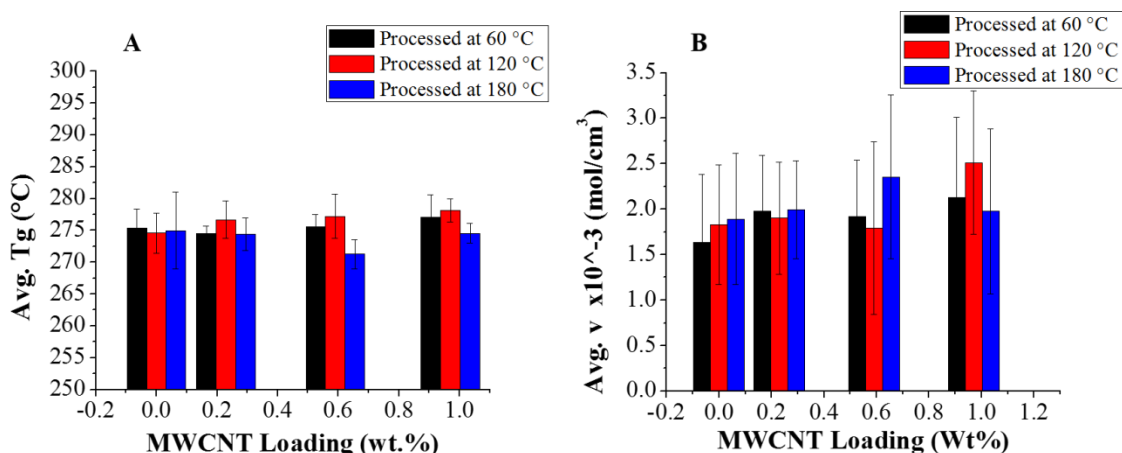 A
Processed at 60 °C
Processed at 120 °C
Processed at 180 °C
Avg. Tg (°C)
300
295
290
285
280
275
270
265
260
255
250
-0.2 0.0 0.2 0.4 0.6 0.8 1.0
MWCNT Loading (wt.%)
B
Processed at 60 °C
Processed at 120 °C
Processed at 180 °C
Avg. v x10^-3 (mol/cm³)
3.5
3.0
2.5
2.0
1.5
1.0
0.5
0.0
-0.2 0.0 0.2 0.4 0.6 0.8 1.0 1.2
MWCNT Loading (Wt%)